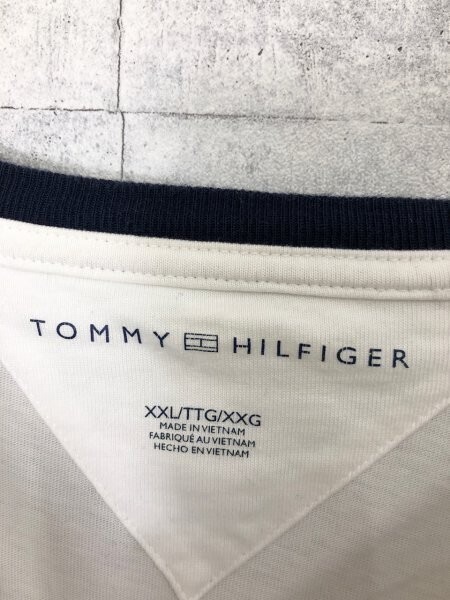 TOMMY HILFIGER
XXL/TTG/XXG
MADE IN VIETNAM
FABRIQUÉ AU VIETNAM
HECHO EN VIETNAM